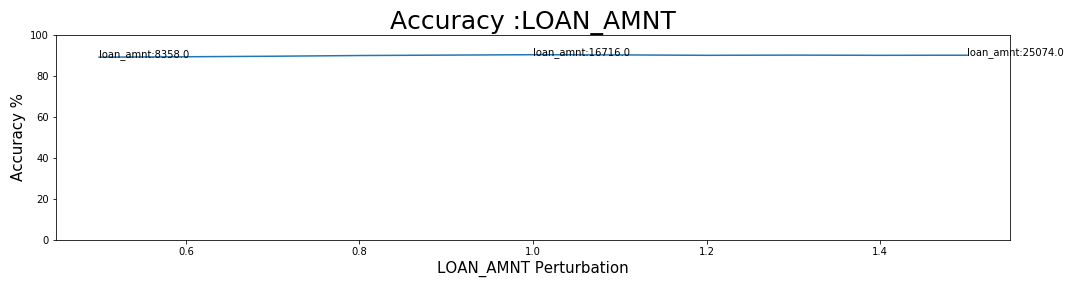 Accuracy :LOAN_AMNT
100
80
60
40
20
0
Accuracy %
loan_amnt:8358.0
loan_amnt:16716.0
loan_amnt:25074.0
0.6
0.8
1.0
1.2
1.4
LOAN_AMNT Perturbation